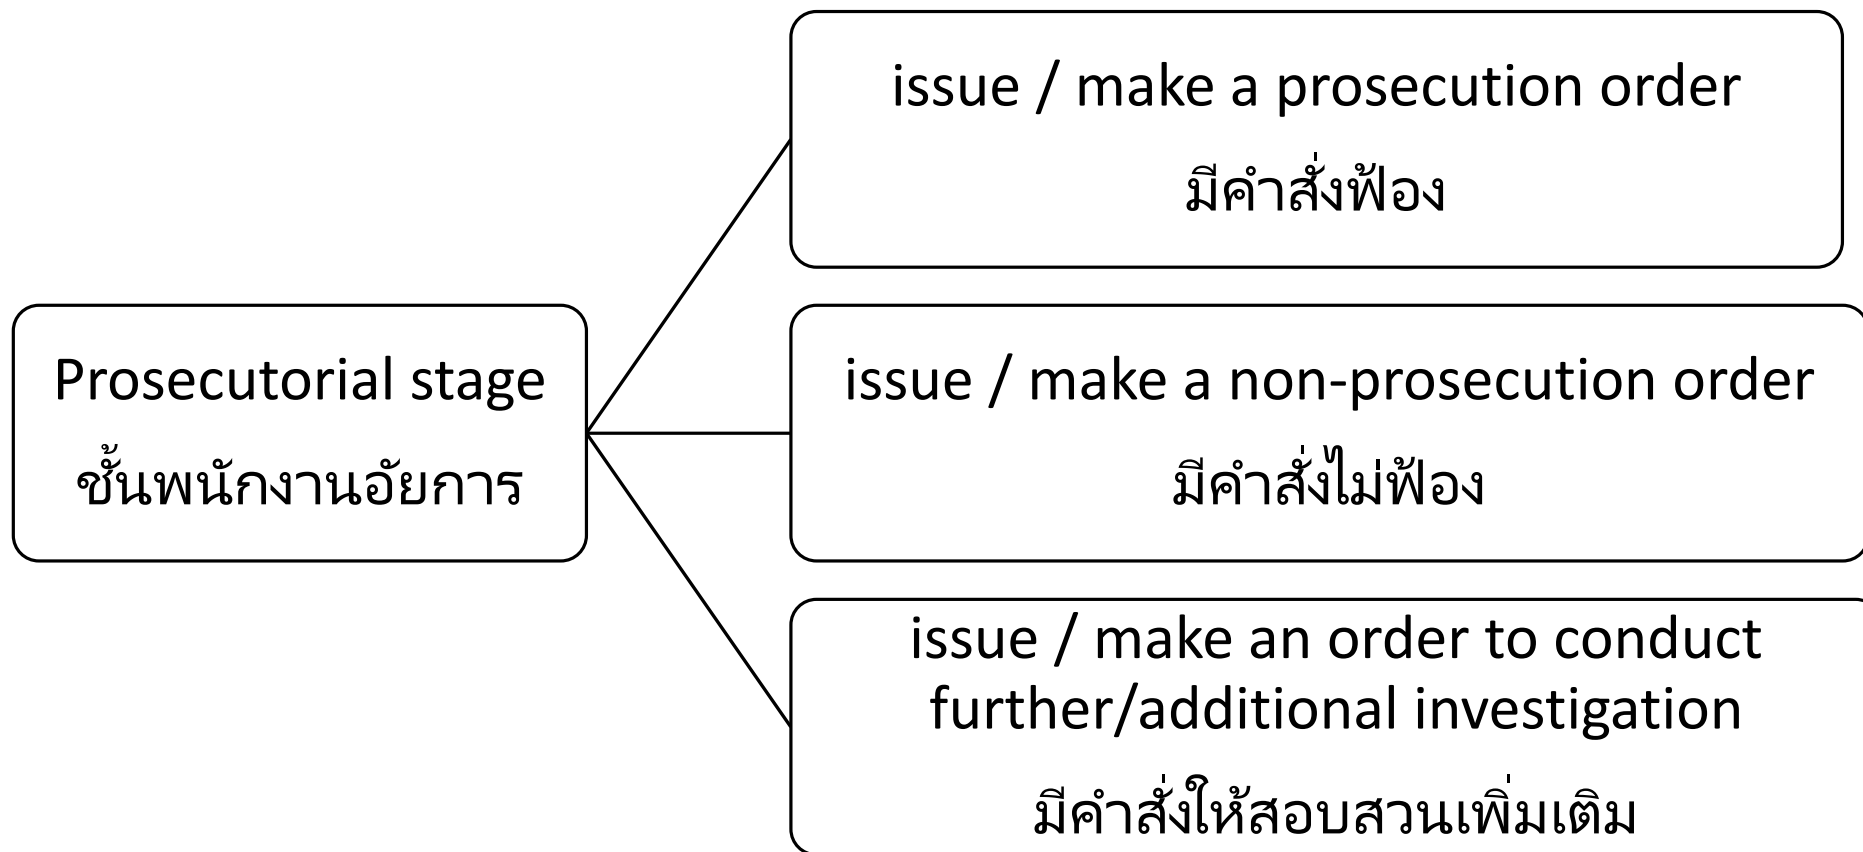 Prosecutorial stage
ชั้นพนักงานอัยการ
issue / make a prosecution order
มีคำสั่งฟ้อง
issue / make a non-prosecution order
มีคำสั่งไม่ฟ้อง
issue / make an order to conduct
further/additional investigation
มีคำสั่งให้สอบสวนเพิ่มเติม